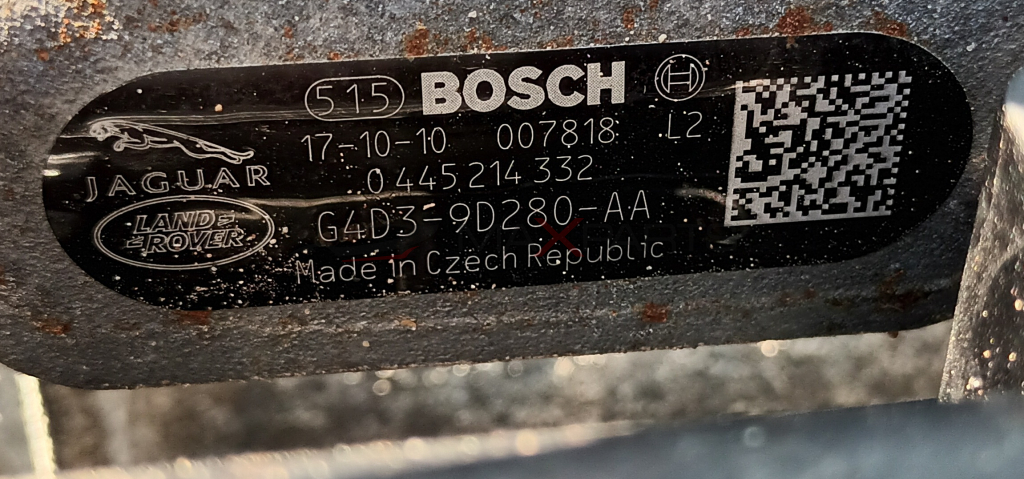 515 BOSCH
17-10-10 007818 L2
0 445 214 332
G4D3-9D280-AA
Made in Czech Republic
JAGUAR
LAND-
-ROVER